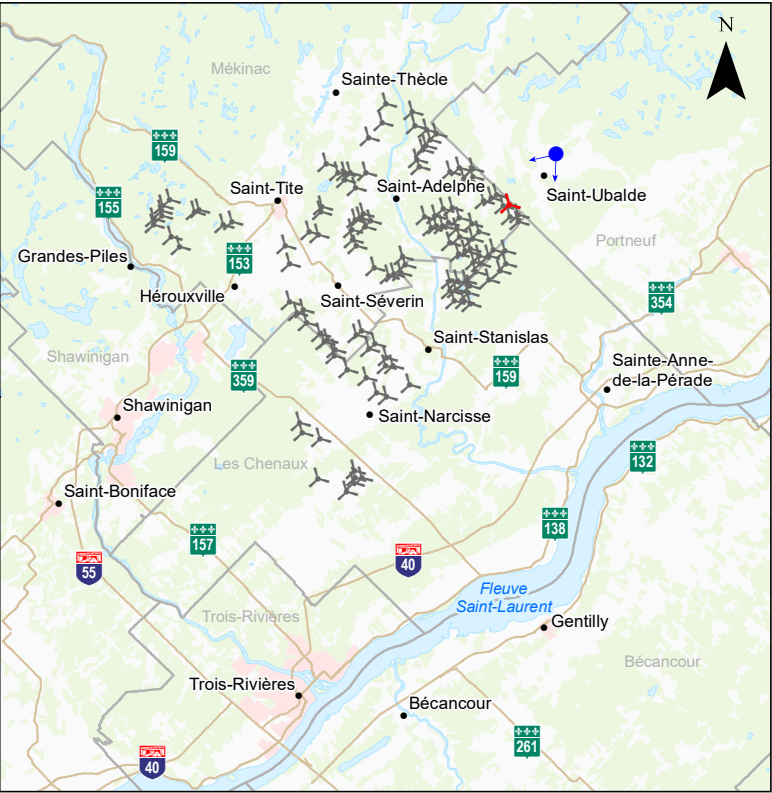 N
Mékinac
Sainte-Thècle
159
Saint-Tite
Saint-Adelphe
Saint-Ubalde
155
Portneuf
Grandes-Piles
153
Hérouxville
Saint-Séverin
354
Saint-Stanislas
Shawinigan
Sainte-Anne-
de-la-Pérade
359
159
Shawinigan
Saint-Narcisse
132
Les Chenaux
Saint-Boniface
138
157
55
40
Fleuve
Saint-Laurent
Trois-Rivières
Gentilly
Bécancour
Trois-Rivières
Bécancour
261
40